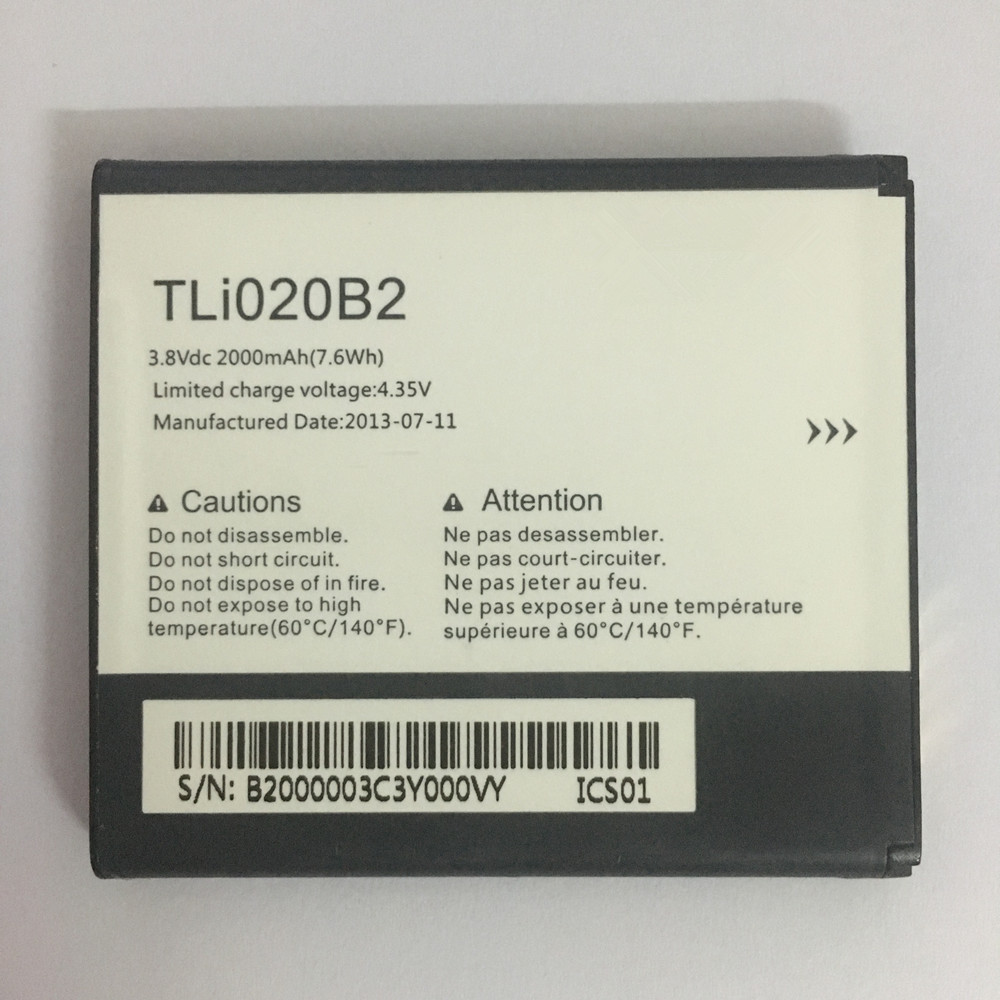 TLi020B2
3.8Vdc 2000mAh(7.6Wh)
Limited charge voltage:4.35V
Manufactured Date:2013-07-11
Cautions
Do not disassemble.
Do not short circuit.
Do not dispose of in fire.
Do not expose to high
temperature(60°C/140°F).
Attention
Ne pas desassembler.
Ne pas court-circuiter.
Ne pas jeter au feu.
Ne pas exposer à une température
supérieure à 60°C/140°F.
S/N: B2000003C3Y000VY ICS01